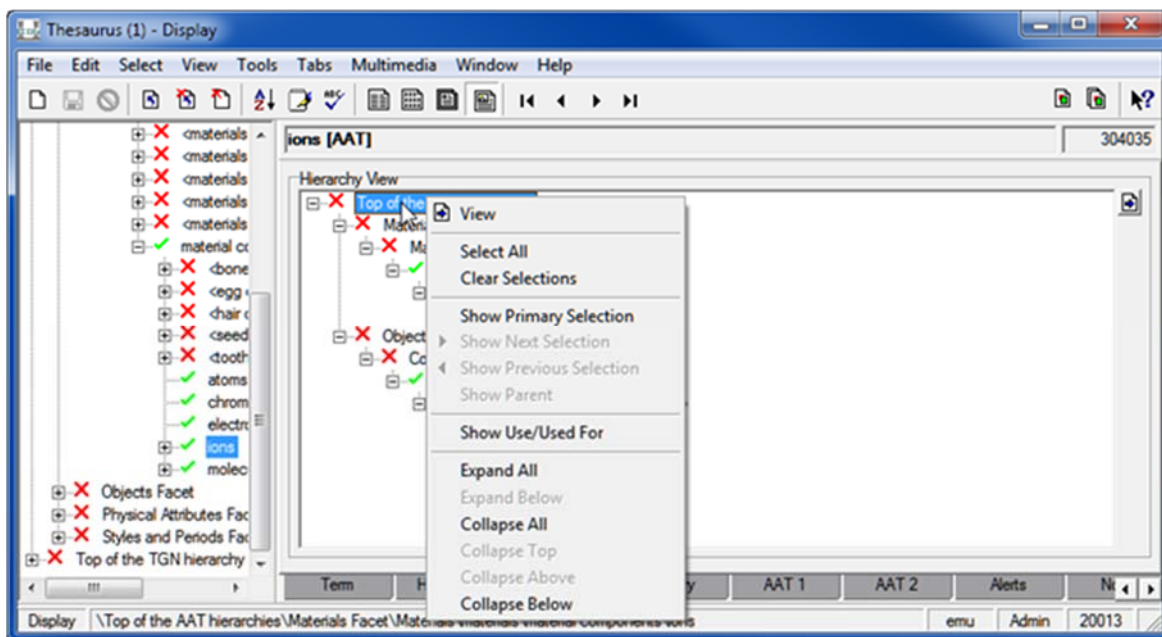 Thesaurus (1) - Display
File Edit Select View Tools Tabs Multimedia Window Help
ions [AAT] 304035
Hierarchy View
<materials
<materials
<materials
<materials
<materials
material co
<bone
<egg
<hair c
<seed
<tooth
atoms
chrom
electro
ions
molec
Objects Facet
Physical Attributes Fac
Styles and Periods Fac
Top of the TGN hierarchy
Top of the
Materia
Ma
Object
Co
View
Select All
Clear Selections
Show Primary Selection
Show Next Selection
Show Previous Selection
Show Parent
Show Use/Used For
Expand All
Expand Below
Collapse All
Collapse Top
Collapse Above
Collapse Below
Term H y AAT 1 AAT 2 Alerts
Display \Top of the AAT hierarchies\Materials Facet\Materials emu Admin 20013